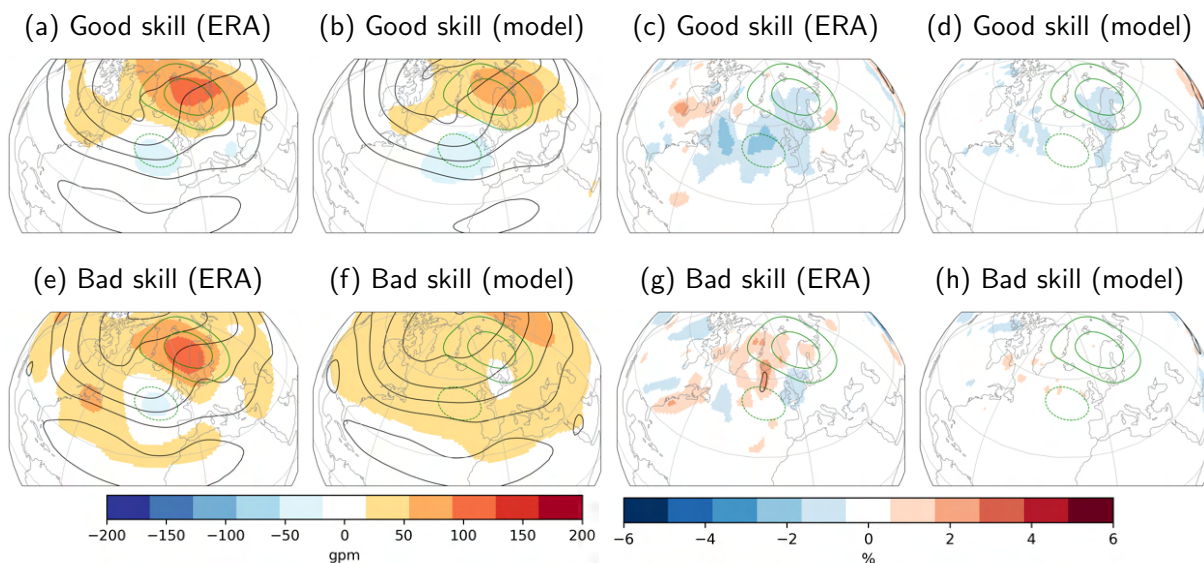 (a) Good skill (ERA)
(b) Good skill (model)
(c) Good skill (ERA)
(d) Good skill (model)
(e) Bad skill (ERA)
(f) Bad skill (model)
(g) Bad skill (ERA)
(h) Bad skill (model)
−200 −150 −100 −50 0 50 100 150 200
gpm
−6 −4 −2 0 2 4 6
%